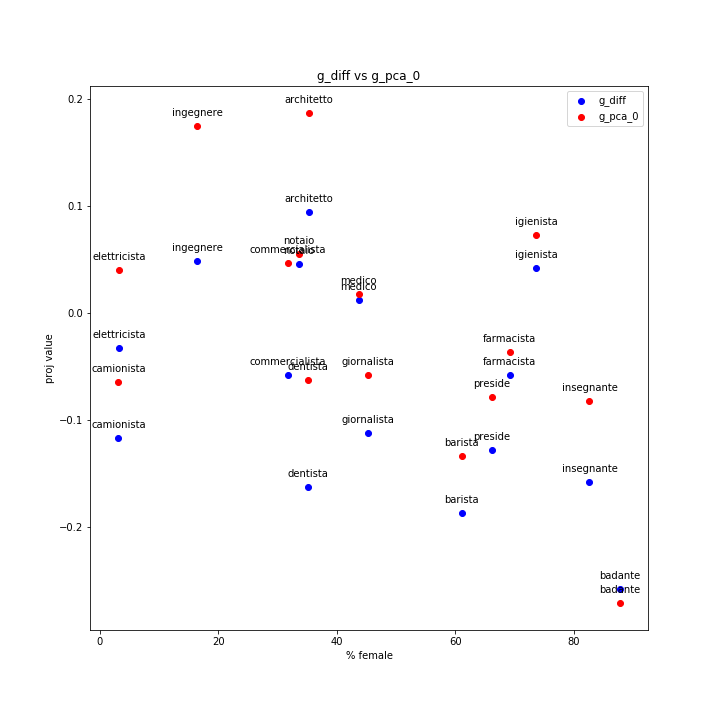 g_diff vs g_pca_0
g_diff
g_pca_0
0.2
0.1
0.0
−0.1
−0.2
proj value
architetto
ingegnere
architetto
igienista
notaio
notaio
commercialista
ingegnere
elettricista
igienista
medico
medico
elettricista
farmacista
camionista
commercialista
dentista
giornalista
farmacista
preside
insegnante
camionista
giornalista
barista
preside
dentista
insegnante
barista
badante
badante
0
20
40
60
80
% female